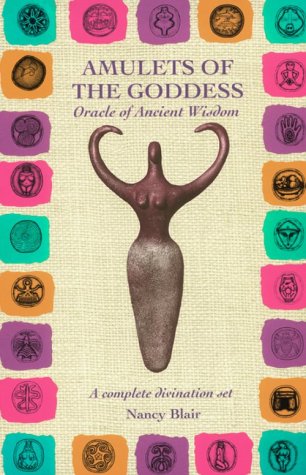 AMULETS OF
THE GODDESS
Oracle of Ancient Wisdom
A complete divination set
Nancy Blair